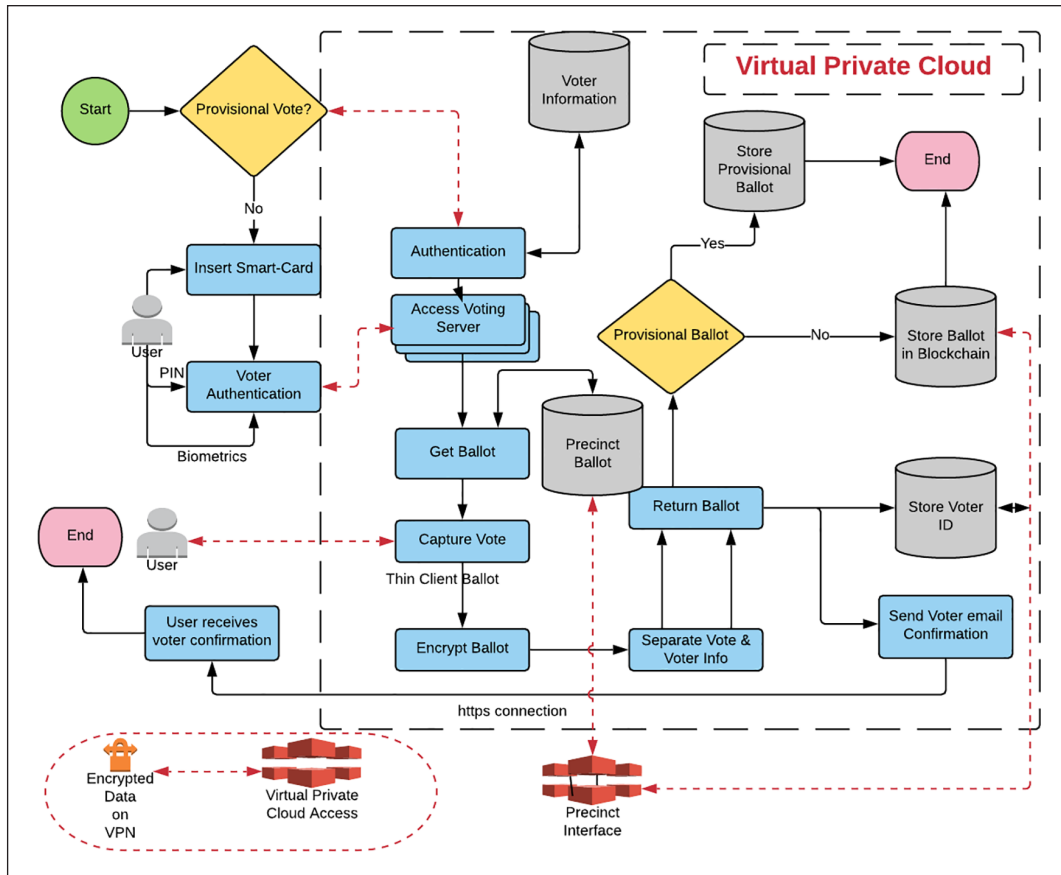 Virtual Private Cloud
Start
Provisional Vote?
Voter
Information
Store
Provisional
Ballot
End
No
Yes
Insert Smart-Card
Authentication
Access Voting
Server
Provisional Ballot
No
Store Ballot
in Blockchain
User
PIN
Voter
Authentication
Biometrics
Get Ballot
Precinct
Ballot
Return Ballot
Store Voter
ID
End
User
Capture Vote
Thin Client Ballot
User receives
voter confirmation
Encrypt Ballot
Separate Vote &
Voter Info
Send Voter email
Confirmation
https connection
Encrypted
Data
on
VPN
Virtual Private
Cloud Access
Precinct
Interface